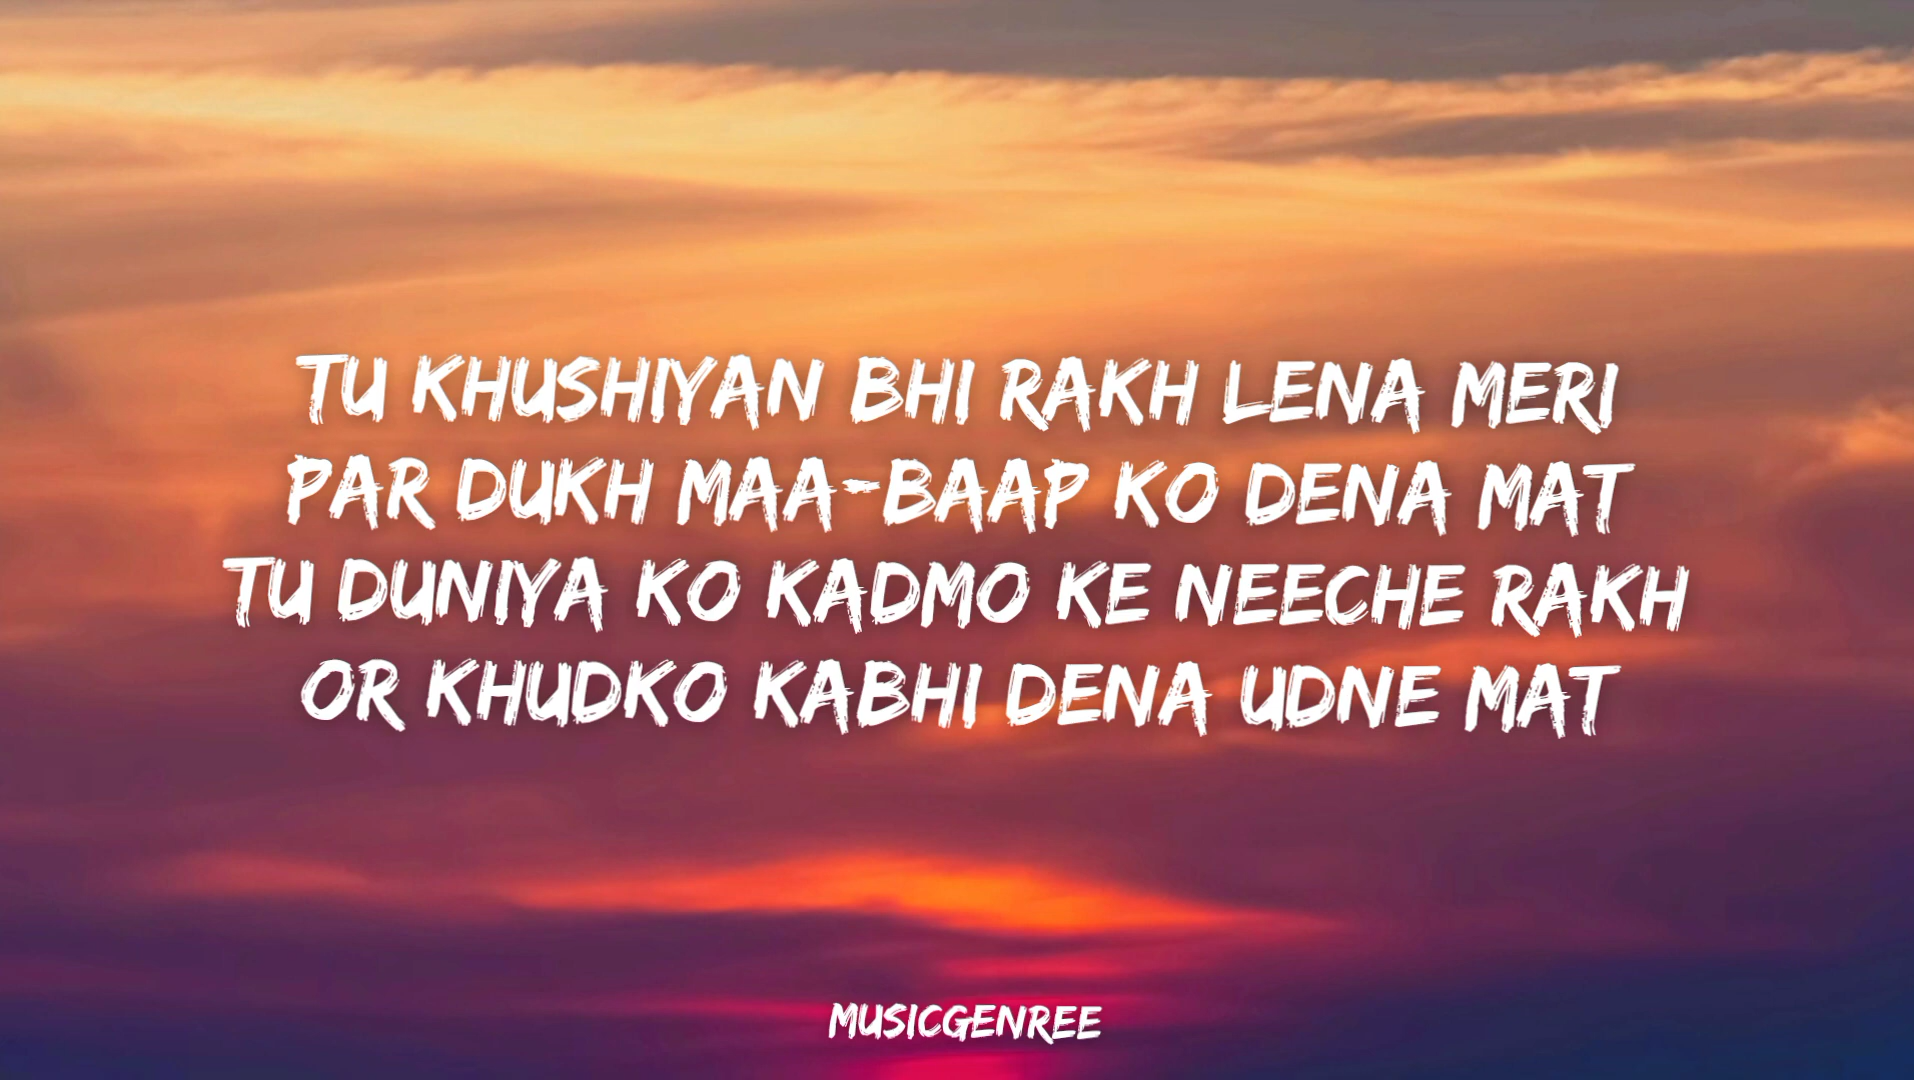 TU KHUSHIYAN BHI RAKH LENA MERI
PAR DUKH MAA-BAAP KO DENA MAT
TU DUNIYA KO KADMO KE NEECHE RAKH
OR KHUDKO KABHI DENA UDNE MAT
MUSICGENREE